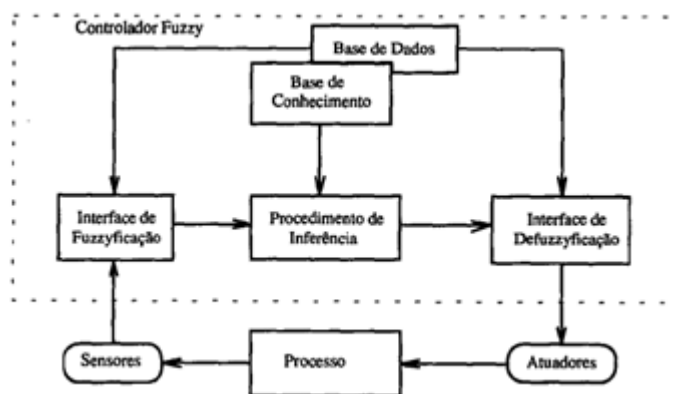 Controlador Fuzzy
Base de Dados
Base de
Conhecimento
Interface de
Fuzzyficação
Procedimento de
Inferência
Interface de
Defuzzyficação
Sensores
Processo
Atuadores